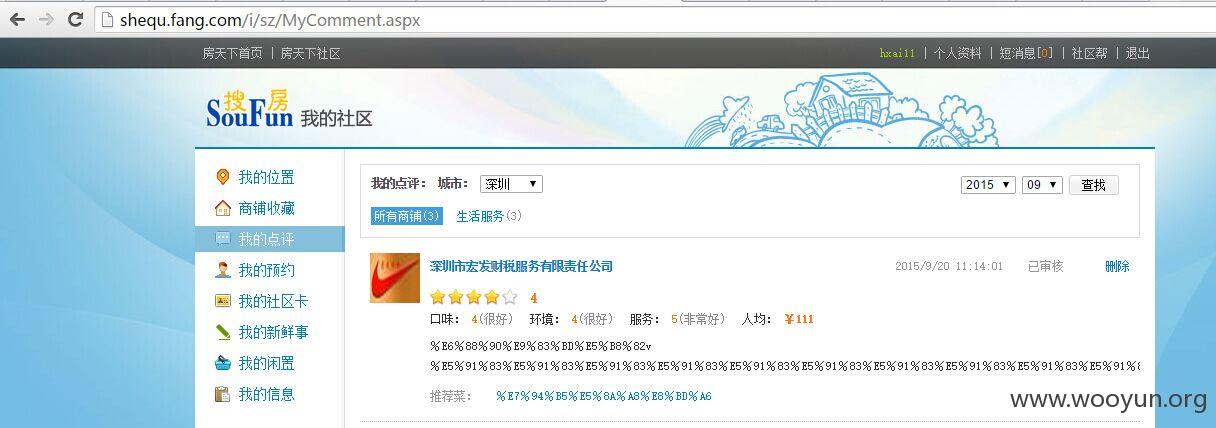 shequ.fang.com/i/sz/MyComment.aspx
房天下首页 | 房天下社区
hxai11 | 个人资料 | 短消息[0] | 社区帮 | 退出
搜房
SouFun 我的社区
我的位置
商铺收藏
我的点评
我的预约
我的社区卡
我的新鲜事
我的闲置
我的信息
我的点评: 城市: 深圳 2015 09 查找
所有商铺(3) 生活服务(3)
深圳市宏发财税服务有限责任公司 2015/9/20 11:14:01 已审核 删除
4
口味: 4(很好) 环境: 4(很好) 服务: 5(非常好) 人均: ¥111
%E6%88%90%E9%83%BD%E5%B8%82v
%E5%91%83%E5%91%83%E5%91%83%E5%91%83%E5%91%83%E5%91%83%E5%91%83%E5%91%83%E5%91%83%E5%91%83%E5%91%83%E5%91%8
推荐菜: %E7%94%B5%E5%8A%A8%E8%BD%A6
www.wooyun.org